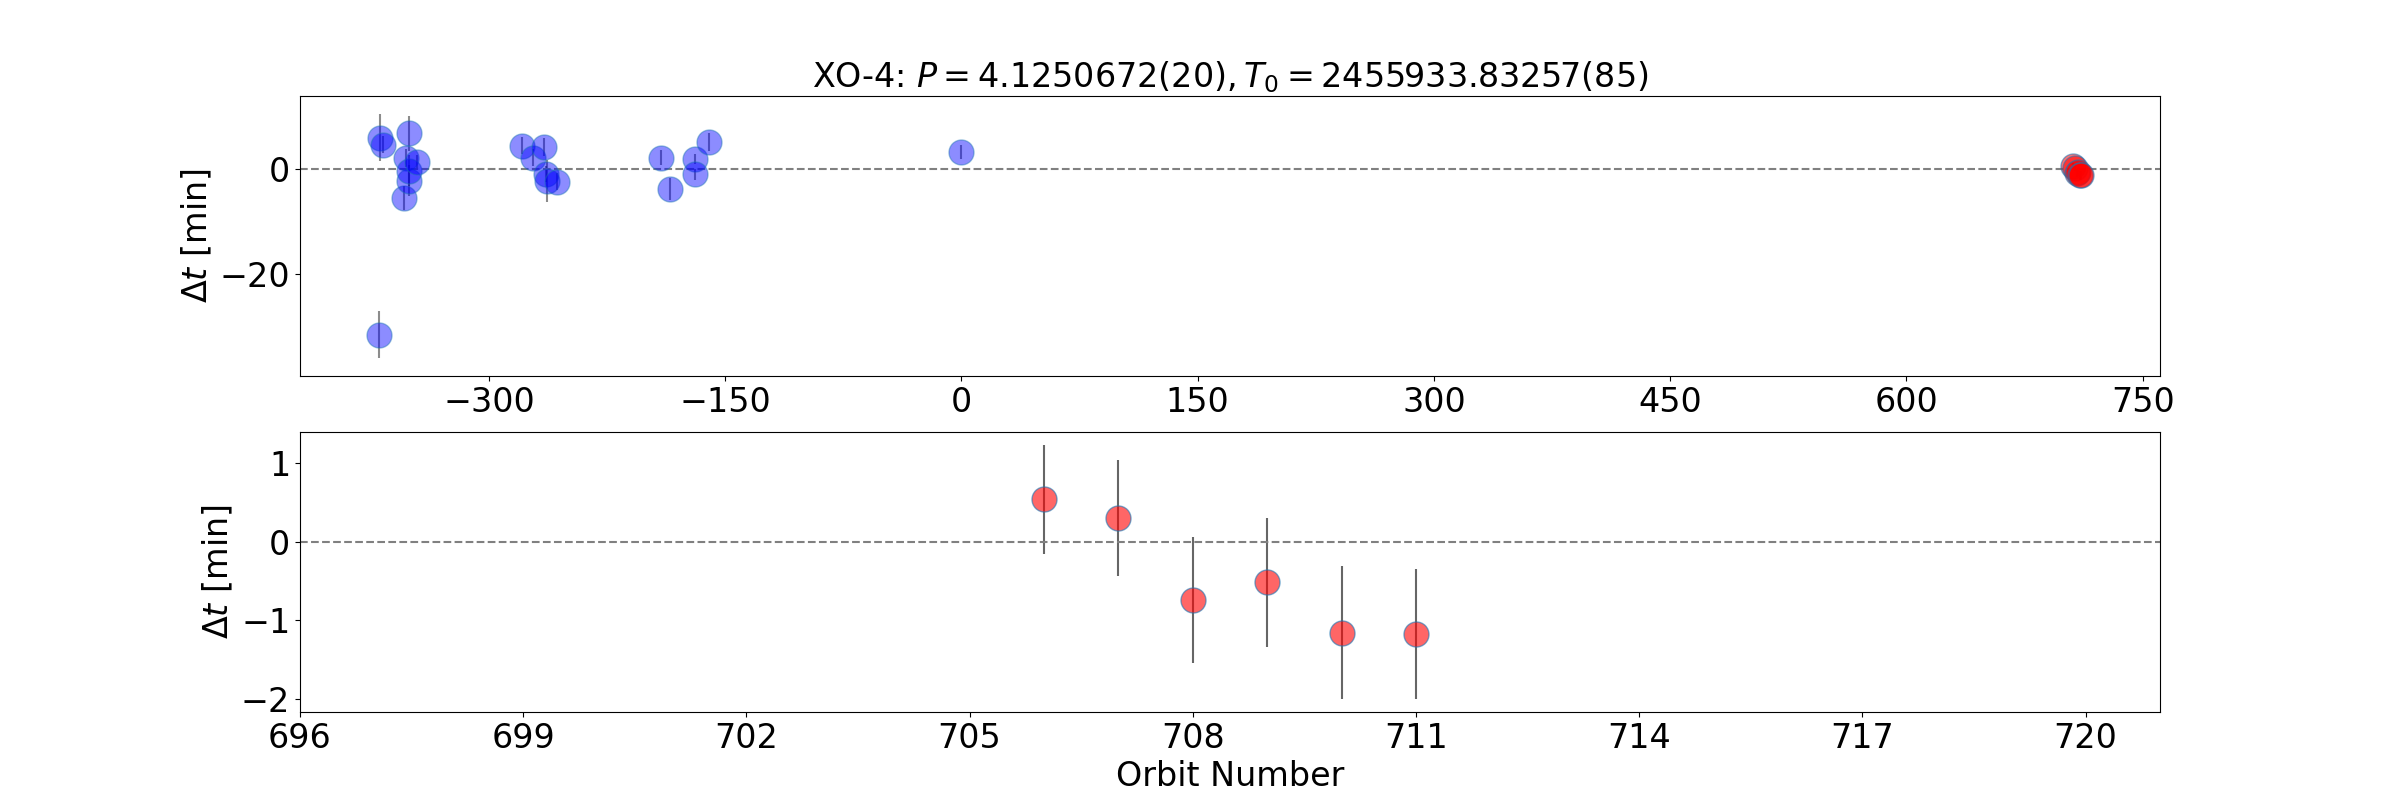 XO-4: P = 4.1250672(20), T₀ = 2455933.83257(85)
Δt [min]
0
−20
−300 −150 0 150 300 450 600 750
Δt [min]
1
0
−1
−2
696 699 702 705 708 711 714 717 720
Orbit Number